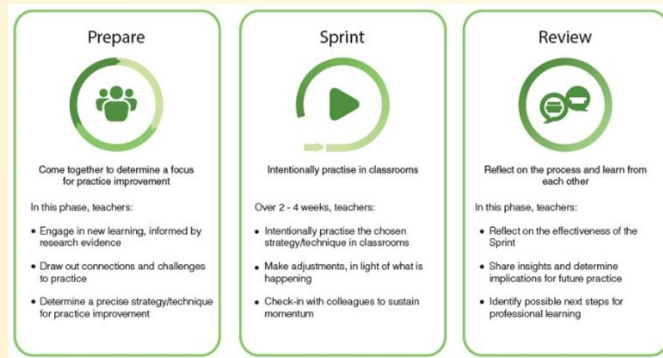 Prepare
Come together to determine a focus
for practice improvement
In this phase, teachers:
• Engage in new learning, informed by
research evidence
• Draw out connections and challenges
to practice
• Determine a precise strategy/technique
for practice improvement
Sprint
Intentionally practise in classrooms
Over 2 - 4 weeks, teachers:
• Intentionally practise the chosen
strategy/technique in classrooms
• Make adjustments, in light of what is
happening
• Check-in with colleagues to sustain
momentum
Review
Reflect on the process and learn from
each other
In this phase, teachers:
• Reflect on the effectiveness of the
Sprint
• Share insights and determine
implications for future practice
• Identify possible next steps for
professional learning